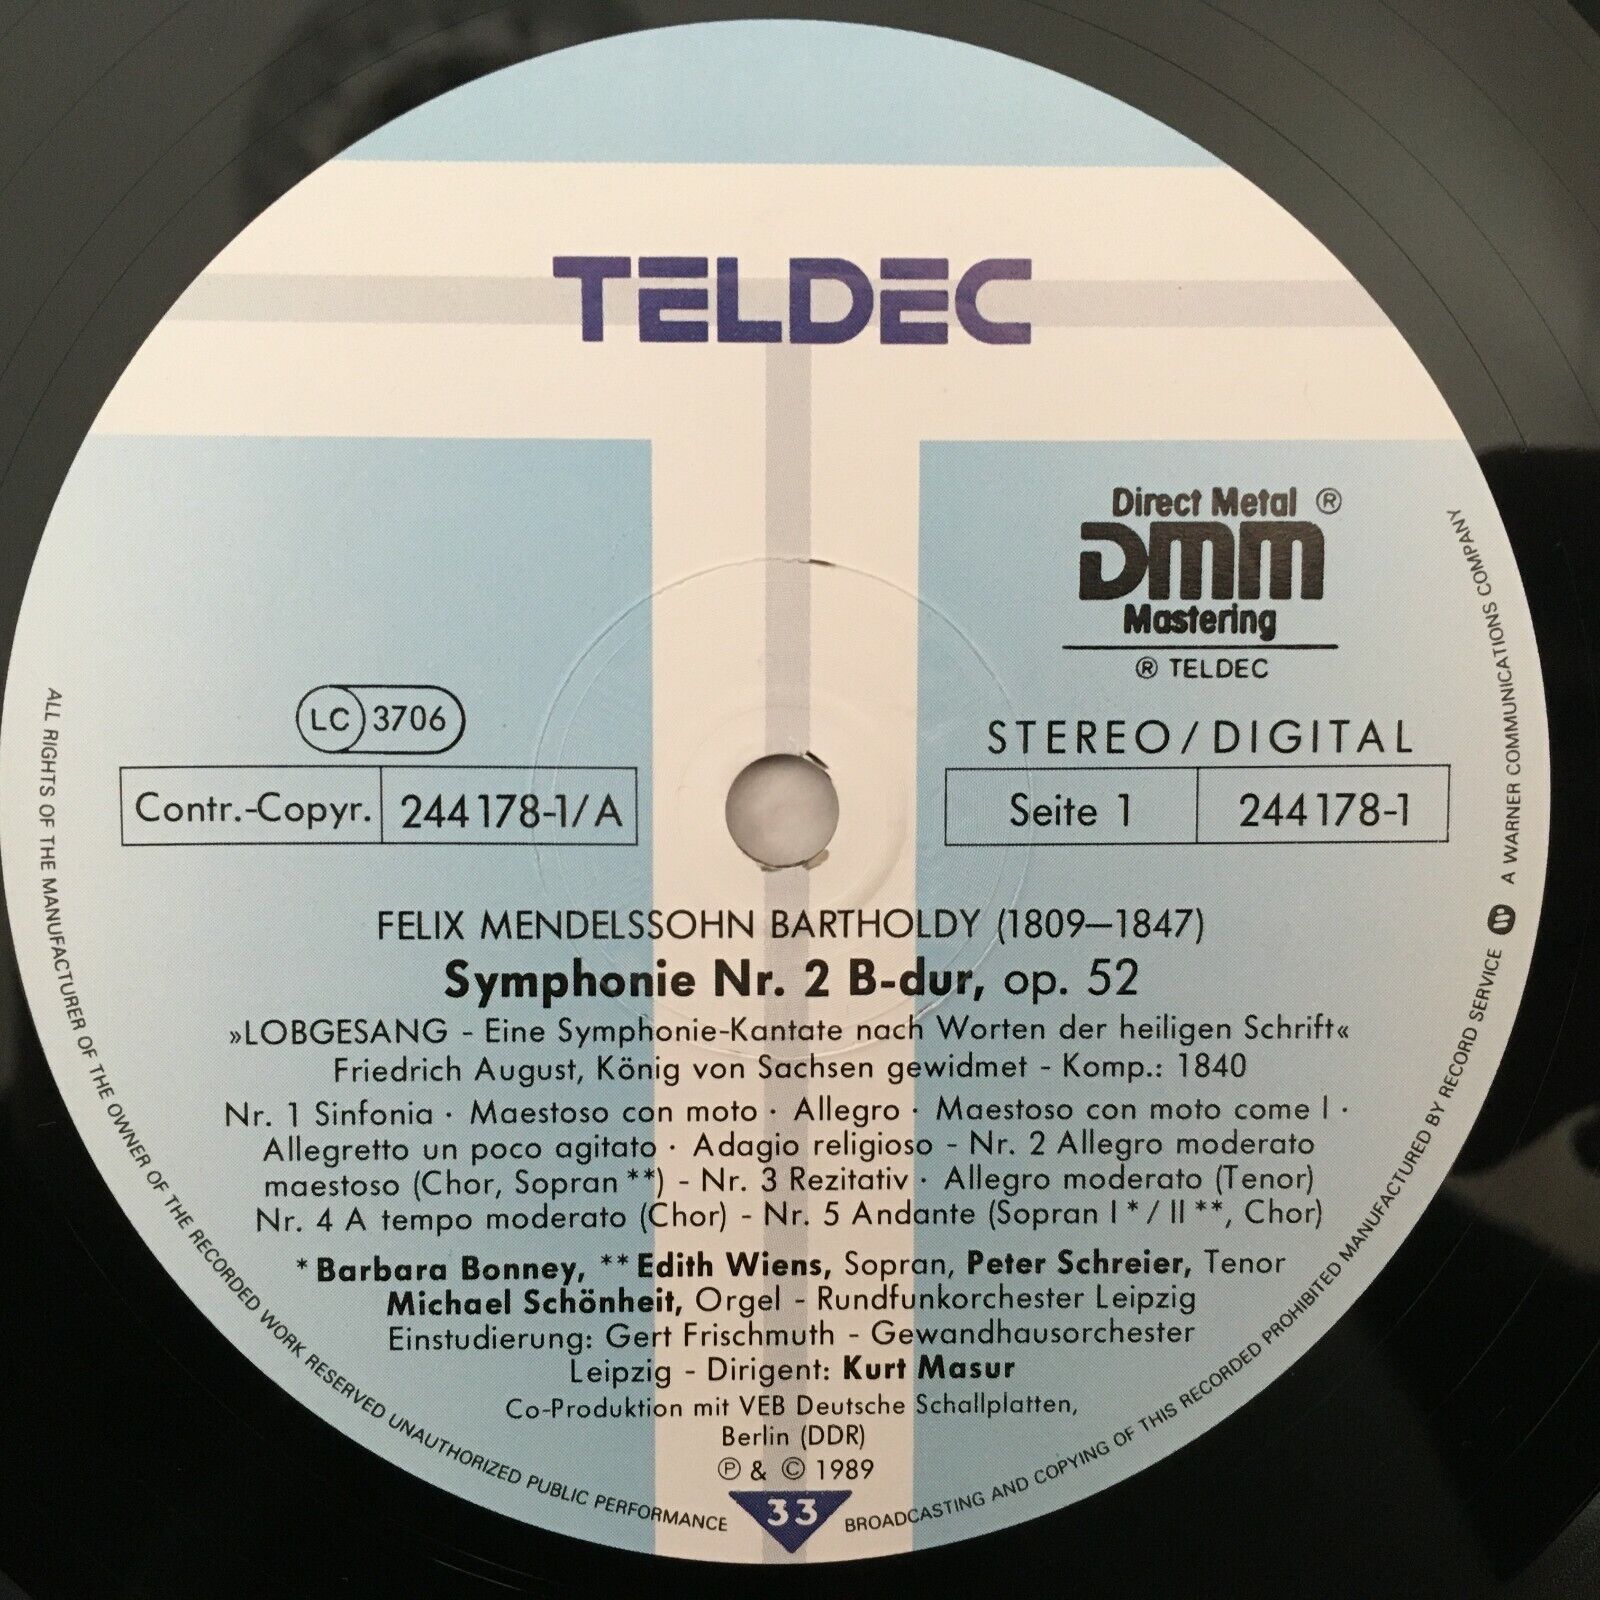 TELDEC
Direct Metal ®
DMM
Mastering
® TELDEC
LC 3706
STEREO/DIGITAL
Contr.-Copyr. 244178-1/A
Seite 1 244178-1
FELIX MENDELSSOHN BARTHOLDY (1809–1847)
Symphonie Nr. 2 B-dur, op. 52
»LOBGESANG - Eine Symphonie-Kantate nach Worten der heiligen Schrift«
Friedrich August, König von Sachsen gewidmet - Komp.: 1840
Nr. 1 Sinfonia · Maestoso con moto · Allegro · Maestoso con moto come I ·
Allegretto un poco agitato · Adagio religioso - Nr. 2 Allegro moderato
maestoso (Chor, Sopran **) - Nr. 3 Rezitativ · Allegro moderato (Tenor)
Nr. 4 A tempo moderato (Chor) - Nr. 5 Andante (Sopran I * / II **, Chor)
* Barbara Bonney, ** Edith Wiens, Sopran, Peter Schreier, Tenor
Michael Schönheit, Orgel - Rundfunkorchester Leipzig
Einstudierung: Gert Frischmuth - Gewandhausorchester
Leipzig - Dirigent: Kurt Masur
Co-Produktion mit VEB Deutsche Schallplatten,
Berlin (DDR)
℗ & © 1989
33
ALL RIGHTS OF THE MANUFACTURER OF THE OWNER OF THE RECORDED WORK RESERVED UNAUTHORIZED PUBLIC PERFORMANCE
BROADCASTING AND COPYING OF THIS RECORDED PROHIBITED MANUFACTURED BY RECORD SERVICE A WARNER COMMUNICATIONS COMPANY